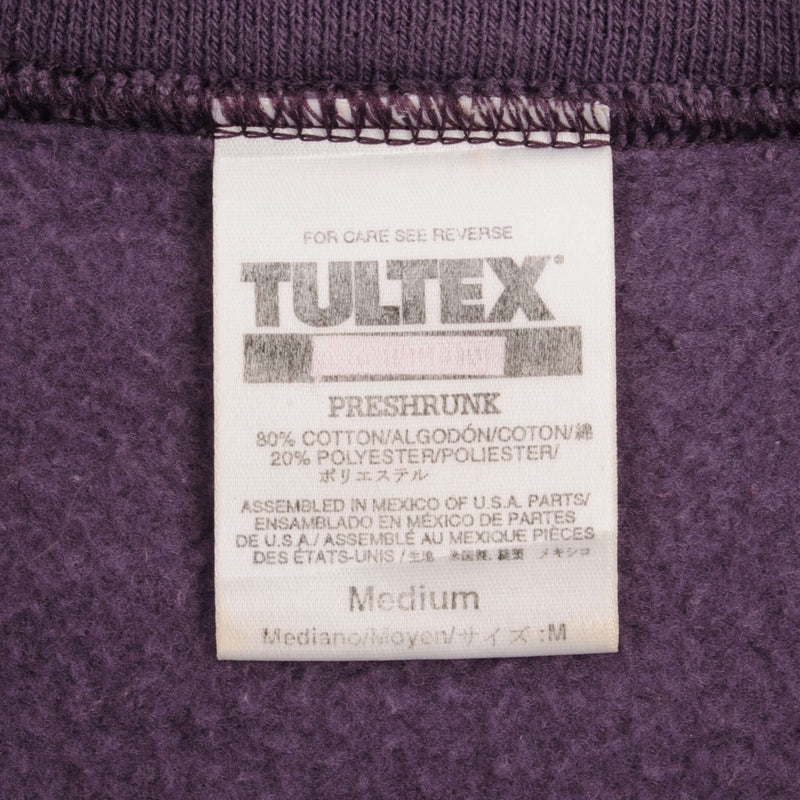 FOR CARE SEE REVERSE
TULTEX®
PRESHRUNK
80% COTTON/ALGODÓN/COTON/綿
20% POLYESTER/POLIESTER/
ポリエステル
ASSEMBLED IN MEXICO OF U.S.A. PARTS/
ENSAMBLADO EN MÉXICO DE PARTES
DE U.S.A./ASSEMBLÉ AU MEXIQUE PIÈCES
DES ÉTATS-UNIS/生地 米国製、縫製 メキシコ
Medium
Mediano/Moyen/サイズ:M